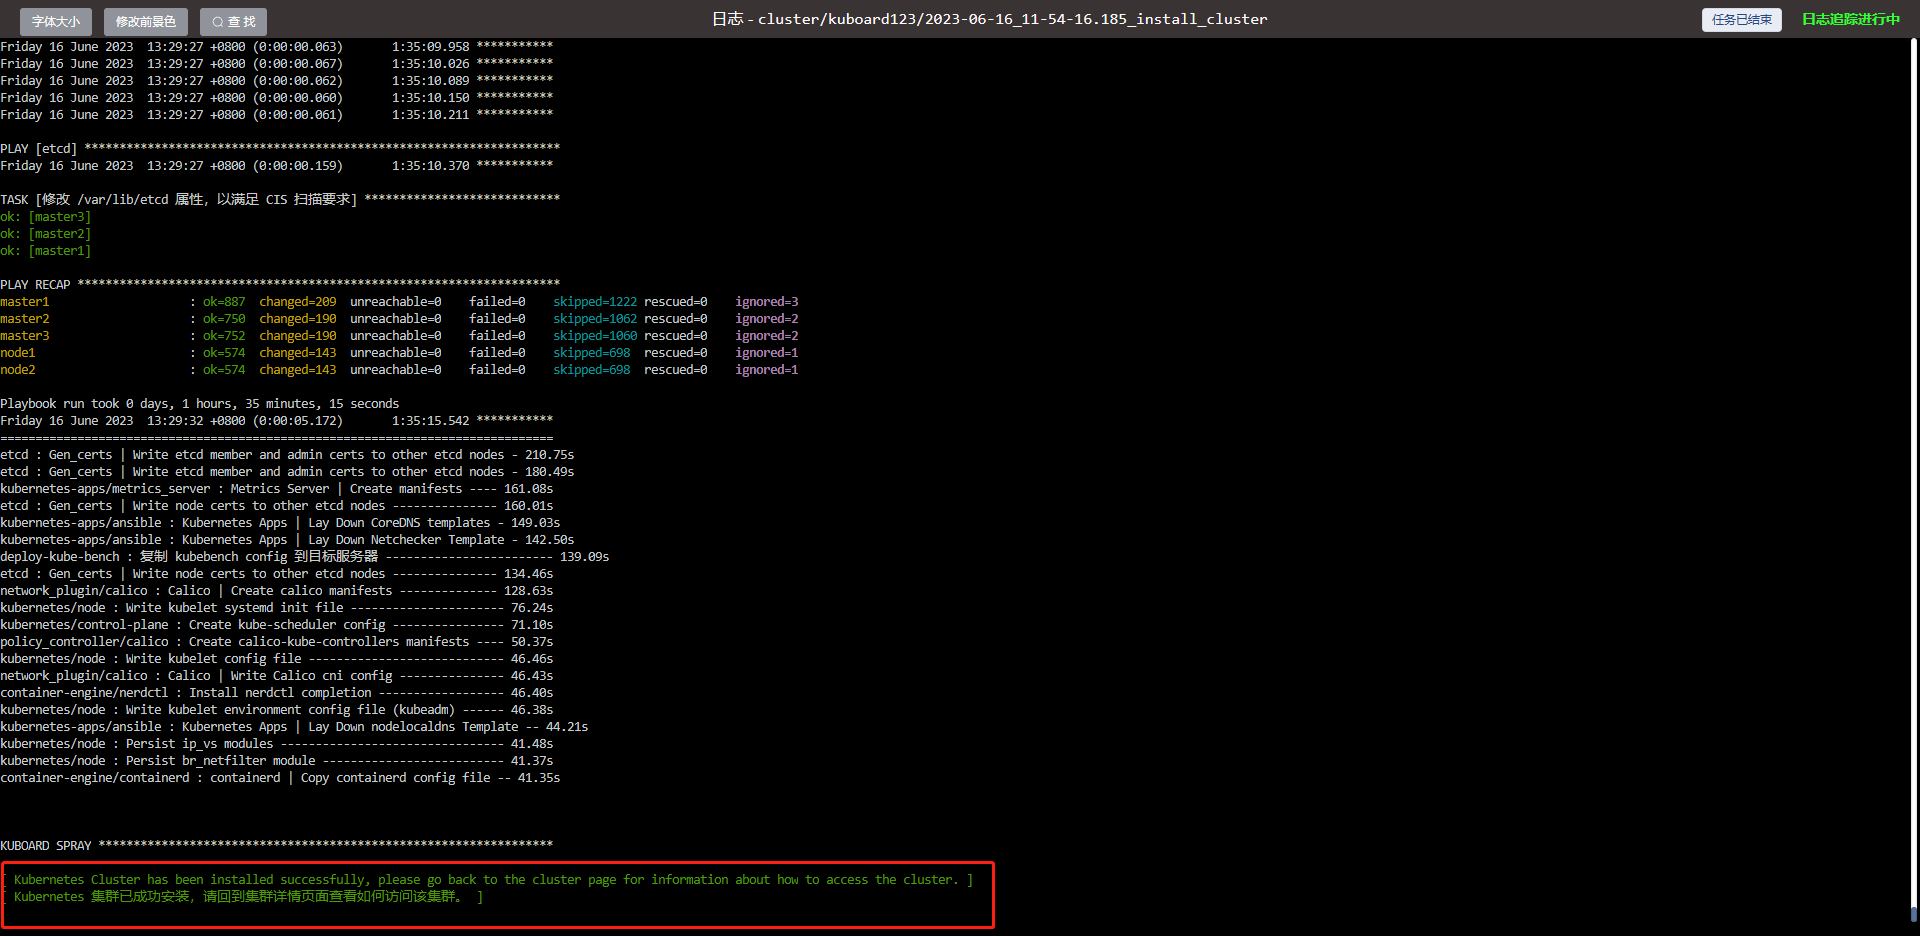 字体大小 修改前景色 查 找 日志 - cluster/kuboard123/2023-06-16_11-54-16.185_install_cluster 任务已结束 日志追踪进行中
Friday 16 June 2023  13:29:27 +0800 (0:00:00.063)       1:35:09.958 ***********
Friday 16 June 2023  13:29:27 +0800 (0:00:00.067)       1:35:10.026 ***********
Friday 16 June 2023  13:29:27 +0800 (0:00:00.062)       1:35:10.089 ***********
Friday 16 June 2023  13:29:27 +0800 (0:00:00.060)       1:35:10.150 ***********
Friday 16 June 2023  13:29:27 +0800 (0:00:00.061)       1:35:10.211 ***********
PLAY [etcd] ********************************************************************
Friday 16 June 2023  13:29:27 +0800 (0:00:00.159)       1:35:10.370 ***********
TASK [修改 /var/lib/etcd 属性, 以满足 CIS 扫描要求] ****************************
ok: [master3]
ok: [master2]
ok: [master1]
PLAY RECAP *********************************************************************
master1                    : ok=887  changed=209  unreachable=0    failed=0    skipped=1222 rescued=0    ignored=3
master2                    : ok=750  changed=190  unreachable=0    failed=0    skipped=1062 rescued=0    ignored=2
master3                    : ok=752  changed=190  unreachable=0    failed=0    skipped=1060 rescued=0    ignored=2
node1                      : ok=574  changed=143  unreachable=0    failed=0    skipped=698  rescued=0    ignored=1
node2                      : ok=574  changed=143  unreachable=0    failed=0    skipped=698  rescued=0    ignored=1
Playbook run took 0 days, 1 hours, 35 minutes, 15 seconds
Friday 16 June 2023  13:29:32 +0800 (0:00:05.172)       1:35:15.542 ***********
===============================================================================
etcd : Gen_certs | Write etcd member and admin certs to other etcd nodes - 210.75s
etcd : Gen_certs | Write etcd member and admin certs to other etcd nodes - 180.49s
kubernetes-apps/metrics_server : Metrics Server | Create manifests ---- 161.08s
etcd : Gen_certs | Write node certs to other etcd nodes --------------- 160.01s
kubernetes-apps/ansible : Kubernetes Apps | Lay Down CoreDNS templates - 149.03s
kubernetes-apps/ansible : Kubernetes Apps | Lay Down Netchecker Template - 142.50s
deploy-kube-bench : 复制 kubebench config 到目标服务器 ------------------------ 139.09s
etcd : Gen_certs | Write node certs to other etcd nodes --------------- 134.46s
network_plugin/calico : Calico | Create calico manifests -------------- 128.63s
kubernetes/node : Write kubelet systemd init file ---------------------- 76.24s
kubernetes/control-plane : Create kube-scheduler config ---------------- 71.10s
policy_controller/calico : Create calico-kube-controllers manifests ---- 50.37s
kubernetes/node : Write kubelet config file ---------------------------- 46.46s
network_plugin/calico : Calico | Write Calico cni config --------------- 46.43s
container-engine/nerdctl : Install nerdctl completion ------------------ 46.40s
kubernetes/node : Write kubelet environment config file (kubeadm) ------ 46.38s
kubernetes-apps/ansible : Kubernetes Apps | Lay Down nodelocaldns Template -- 44.21s
kubernetes/node : Persist ip_vs modules -------------------------------- 41.48s
kubernetes/node : Persist br_netfilter module -------------------------- 41.37s
container-engine/containerd : containerd | Copy containerd config file -- 41.35s
KUBOARD SPRAY *****************************************************************
[ Kubernetes Cluster has been installed successfully, please go back to the cluster page for information about how to access the cluster. ]
[ Kubernetes 集群已成功安装, 请回到集群详情页面查看如何访问该集群。 ]